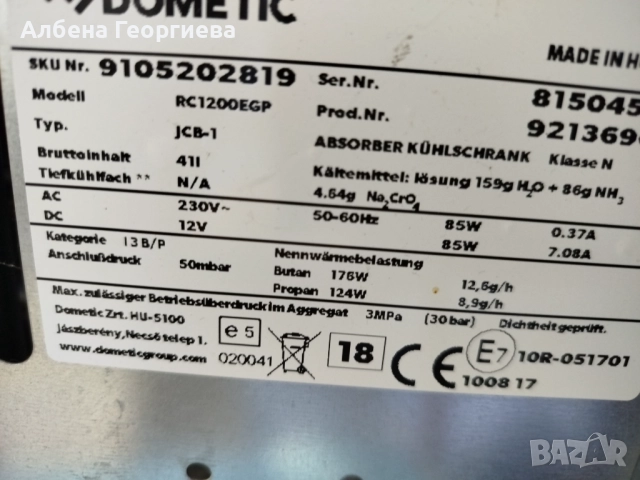 DOMETIC
Албена Георгиева
MADE IN H
SKU Nr. 9105202819 Ser.Nr. 815045
Modell RC1200EGP Prod.Nr. 921369
Typ. JCB-1 ABSORBER KÜHLSCHRANK Klasse N
Bruttoinhalt 41l Kältemittel: lösung 159g H₂O + 86g NH₃
Tiefkühlfach** N/A 4.64g Na₂CrO₄
AC 230V~ 50-60Hz 85W 0.37A
DC 12V 85W 7.08A
Kategorie I3 B/P Nennwärmebelastung
Anschlußdruck 50mbar Butan 176W 12,6g/h
Propan 124W 8,9g/h
Max. zulässiger Betriebsüberdruck im Aggregat 3MPa (30 bar) Dichtheit geprüft.
Dometic Zrt. HU-5100
Jászberény, Necső telep 1.
www.dometicgroup.com
e5
020041
18
CE
100817
E7 10R-051701
BAZAR